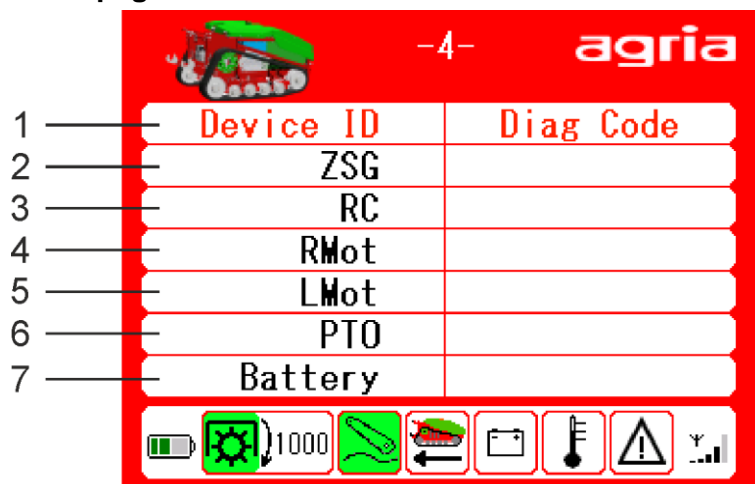 -4- agria
1 Device ID Diag Code
2 ZSG
3 RC
4 RMot
5 LMot
6 PTO
7 Battery
1000